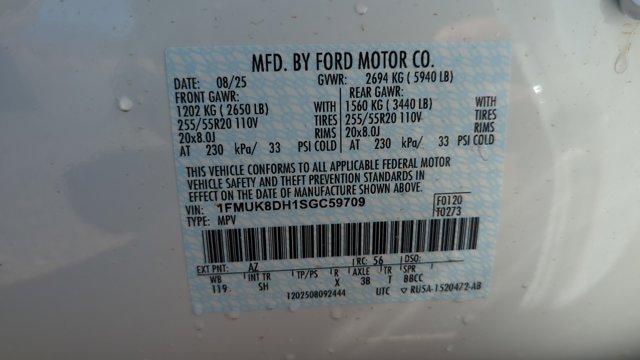 MFD. BY FORD MOTOR CO.
DATE: 08/25 GVWR: 2694 KG ( 5940 LB)
FRONT GAWR: REAR GAWR:
1202 KG ( 2650 LB) WITH 1560 KG ( 3440 LB) WITH
255/55R20 110V TIRES 255/55R20 110V TIRES
20x8.0J RIMS 20x8.0J RIMS
AT 230 kPa/ 33 PSI COLD AT 230 kPa/ 33 PSI COLD
THIS VEHICLE CONFORMS TO ALL APPLICABLE FEDERAL MOTOR
VEHICLE SAFETY AND THEFT PREVENTION STANDARDS IN
EFFECT ON THE DATE OF MANUFACTURE SHOWN ABOVE.
VIN: 1FMUK8DH1SGC59709 F0120
TYPE: MPV T0273
EXT PNT: AZ RC: 56 DSO:
WB INT TR TP/PS R AXLE TR SPR
119 SH X 3B T BBCC
1202508092444 UTC RU5A-1520472-AB